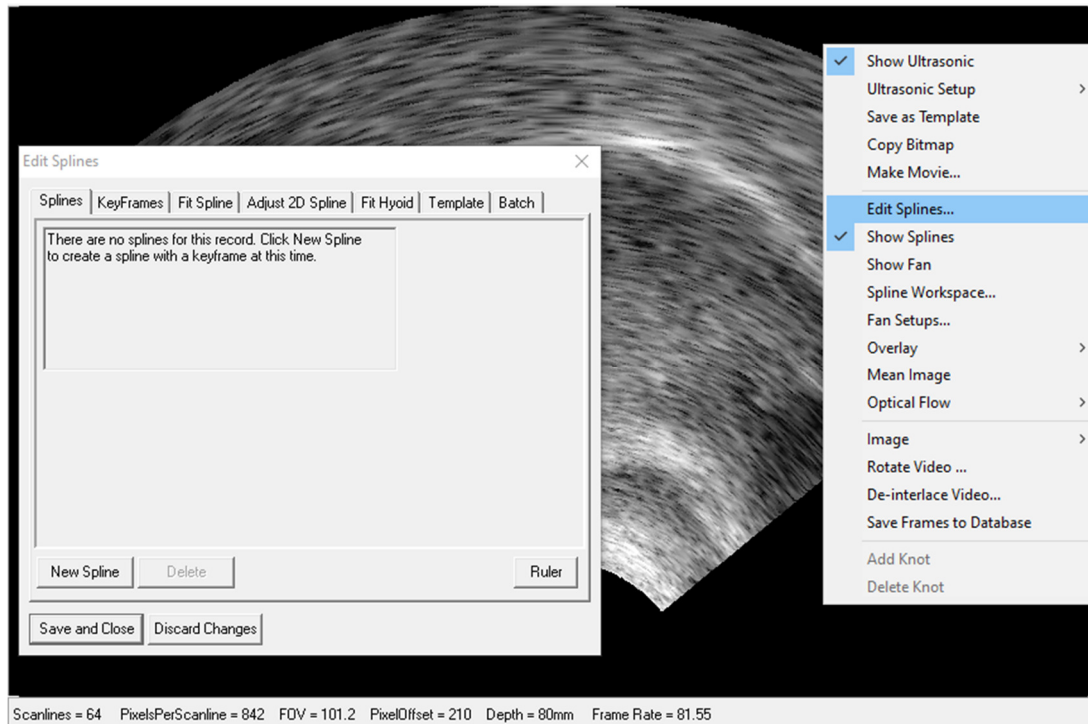 Edit Splines
Splines KeyFrames Fit Spline Adjust 2D Spline Fit Hyoid Template Batch
There are no splines for this record. Click New Spline
to create a spline with a keyframe at this time.
New Spline Delete Ruler
Save and Close Discard Changes
Show Ultrasonic
Ultrasonic Setup
Save as Template
Copy Bitmap
Make Movie...
Edit Splines...
Show Splines
Show Fan
Spline Workspace...
Fan Setups...
Overlay
Mean Image
Optical Flow
Image
Rotate Video ...
De-interlace Video...
Save Frames to Database
Add Knot
Delete Knot
Scanlines = 64 PixelsPerScanline = 842 FOV = 101.2 PixelOffset = 210 Depth = 80mm Frame Rate = 81.55